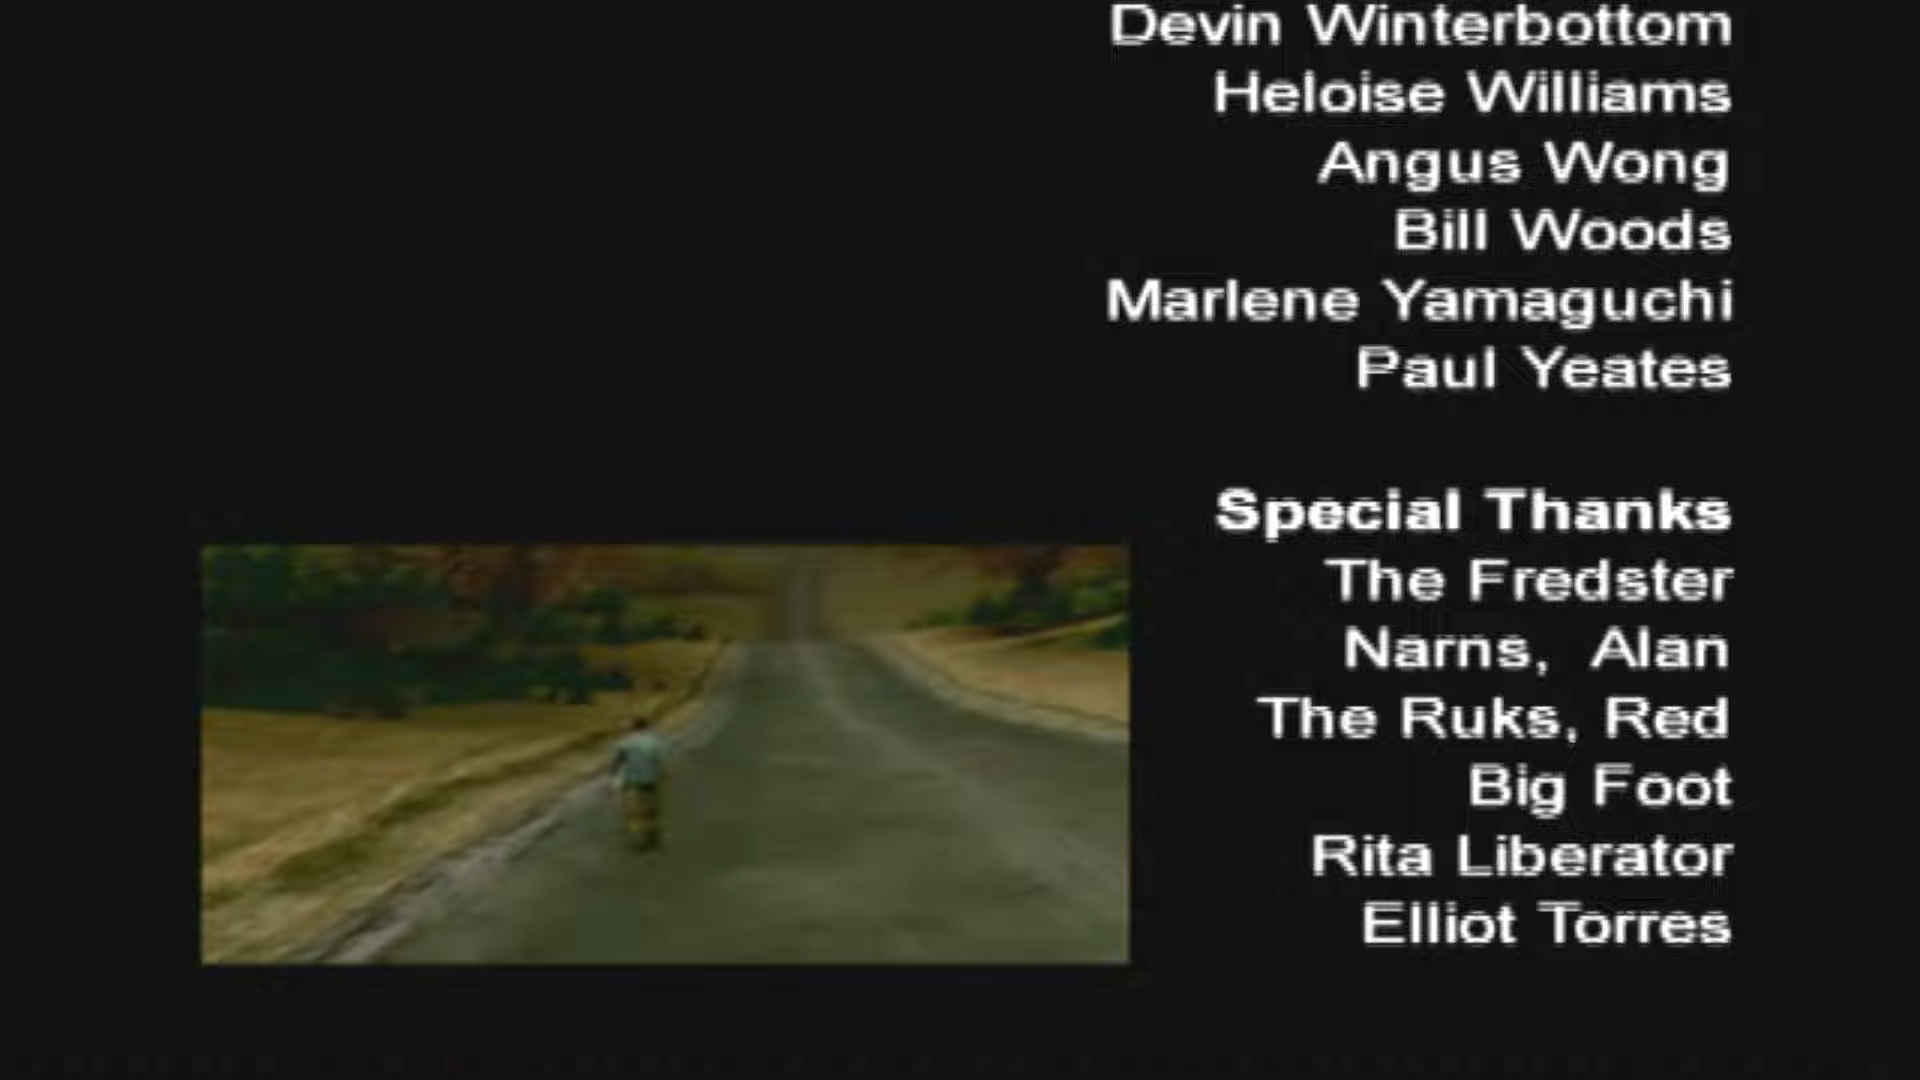 Devin Winterbottom
Heloise Williams
Angus Wong
Bill Woods
Marlene Yamaguchi
Paul Yeates
Special Thanks
The Fredster
Narns, Alan
The Ruks, Red
Big Foot
Rita Liberator
Elliot Torres